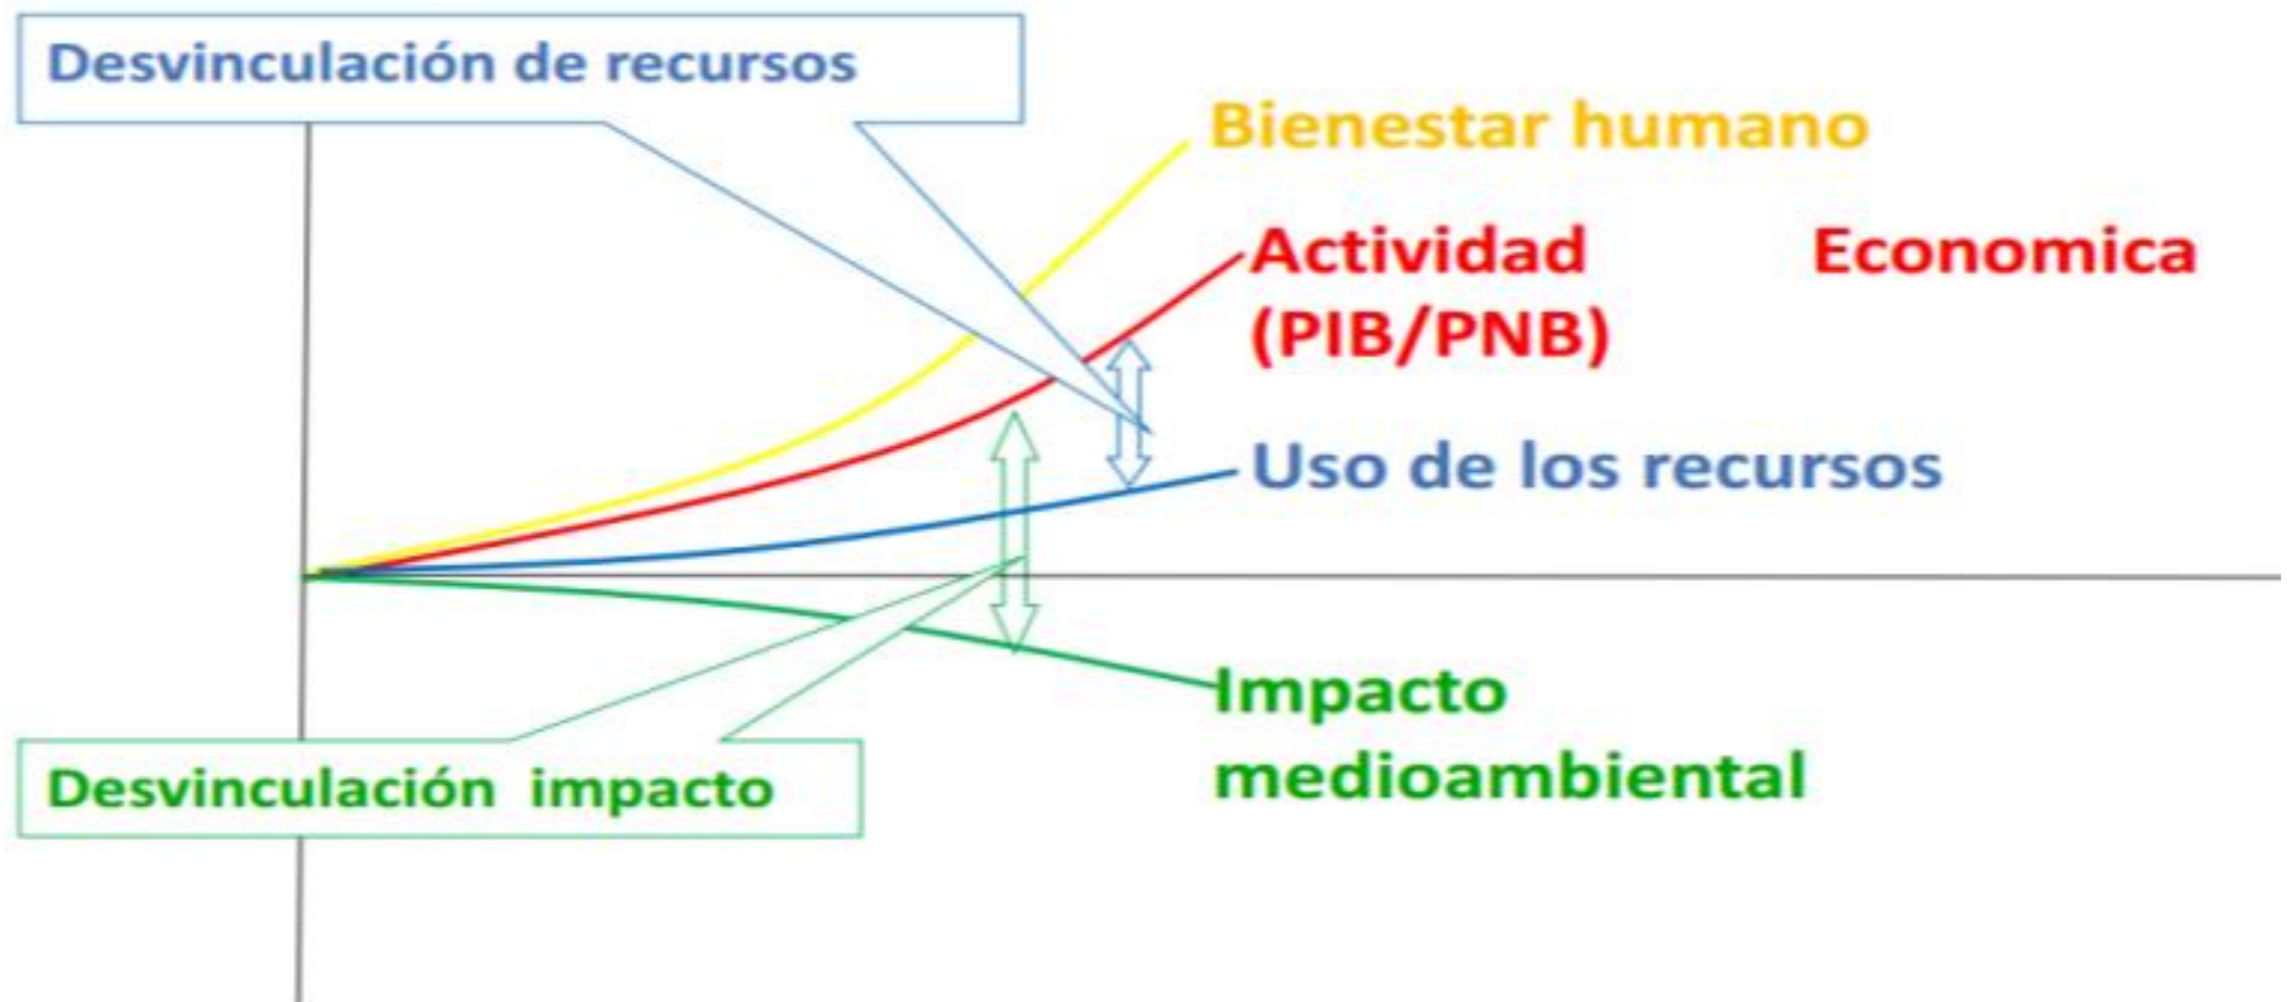 Desvinculación de recursos
Bienestar humano
Actividad Economica
(PIB/PNB)
Uso de los recursos
Impacto
medioambiental
Desvinculación impacto